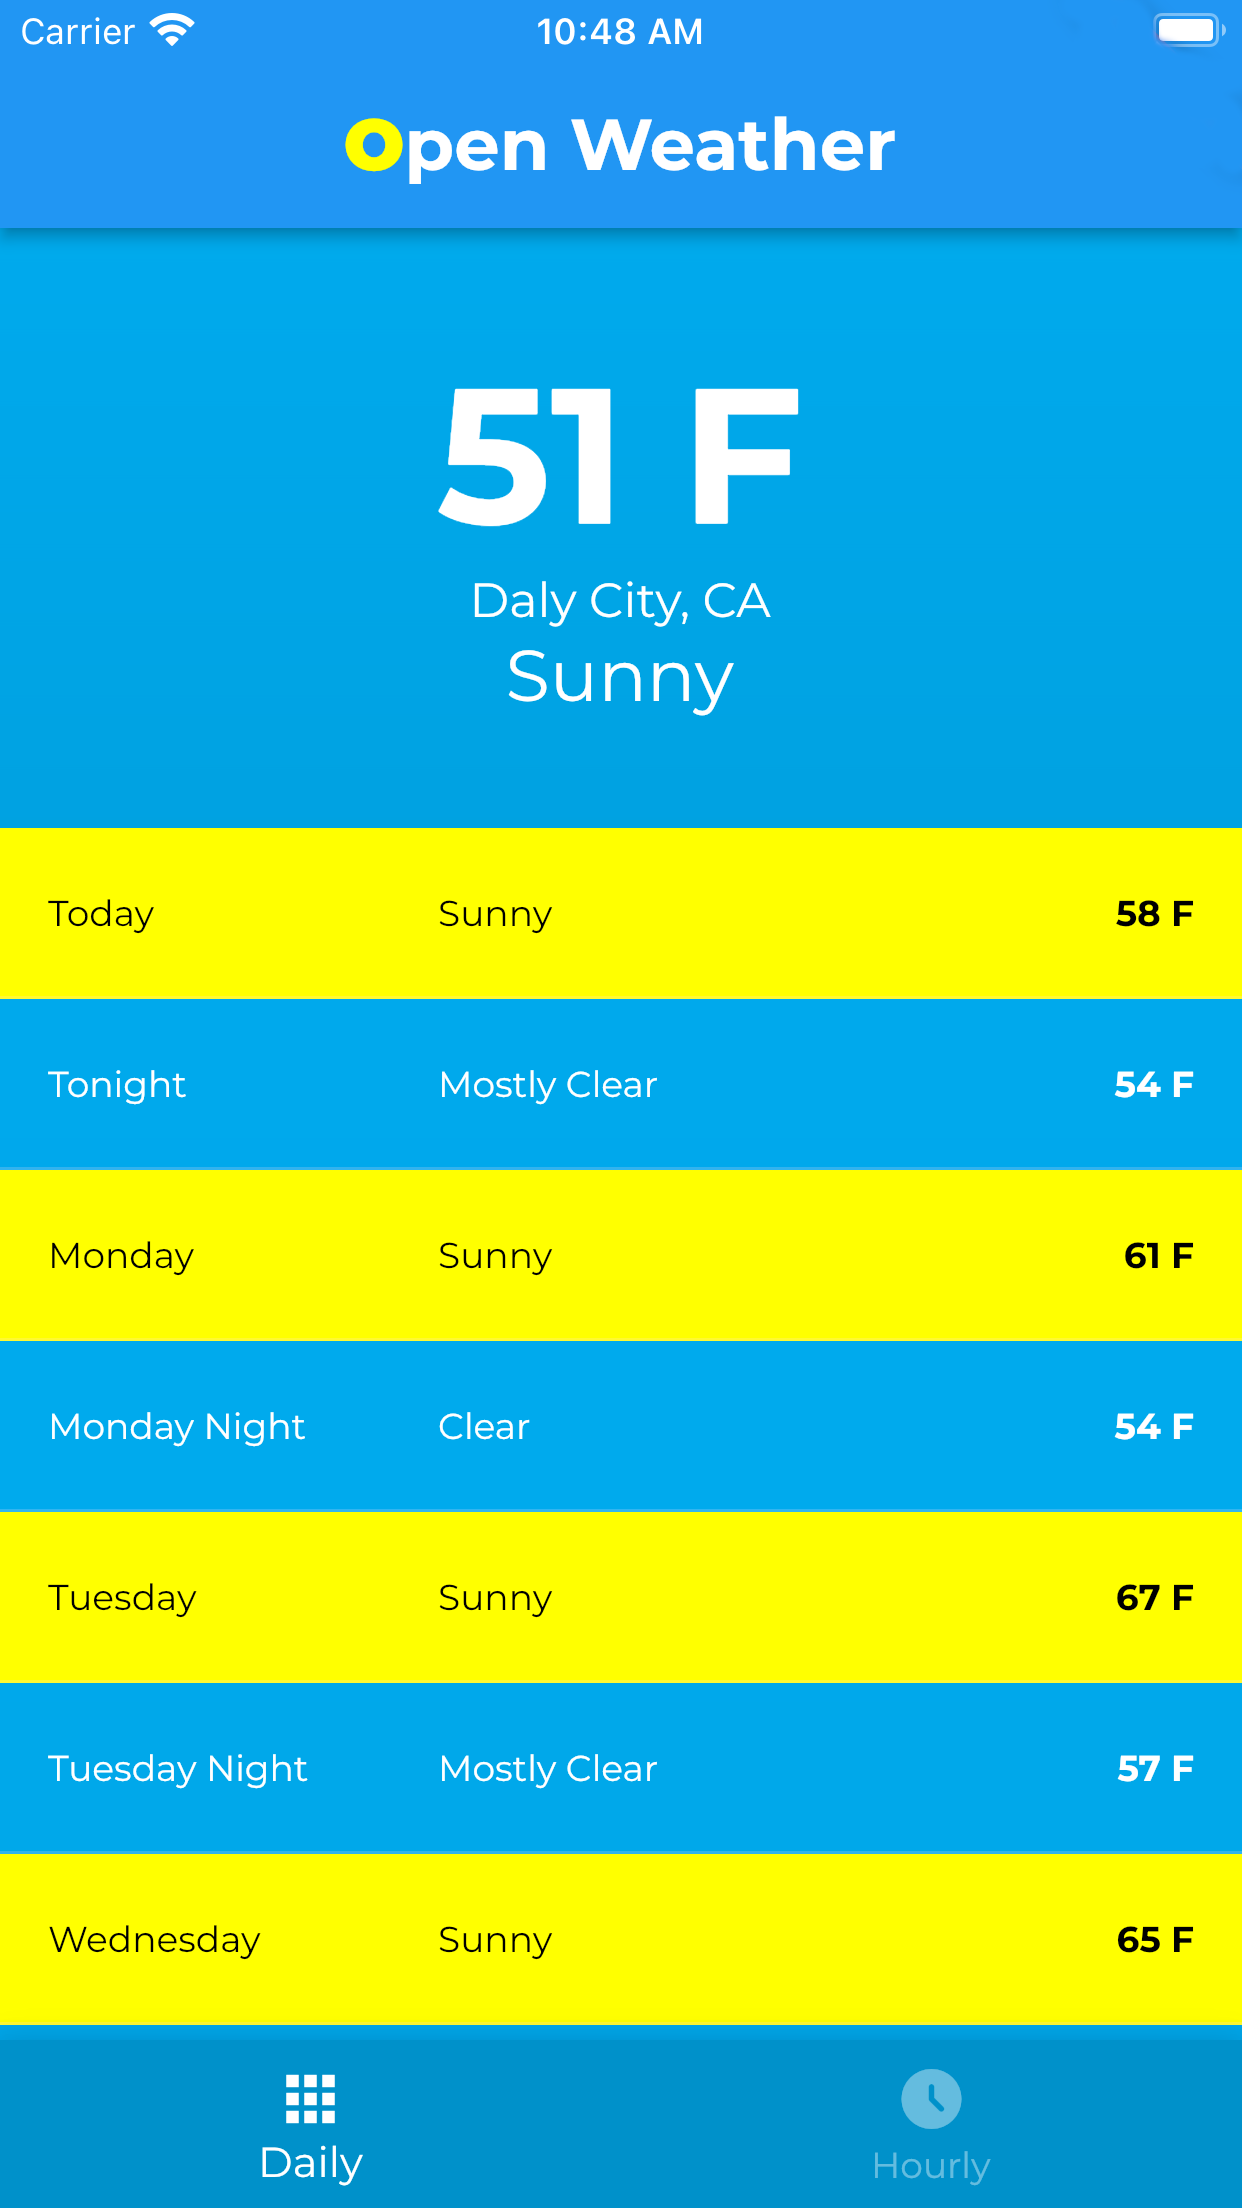 Carrier 10:48 AM
Open Weather
51 F
Daly City, CA
Sunny
Today Sunny 58 F
Tonight Mostly Clear 54 F
Monday Sunny 61 F
Monday Night Clear 54 F
Tuesday Sunny 67 F
Tuesday Night Mostly Clear 57 F
Wednesday Sunny 65 F
Daily Hourly